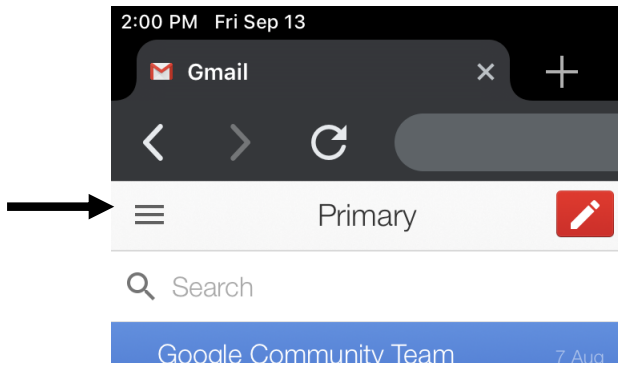 2:00 PM Fri Sep 13
Gmail
Primary
Search
Google Community Team 7 Aug